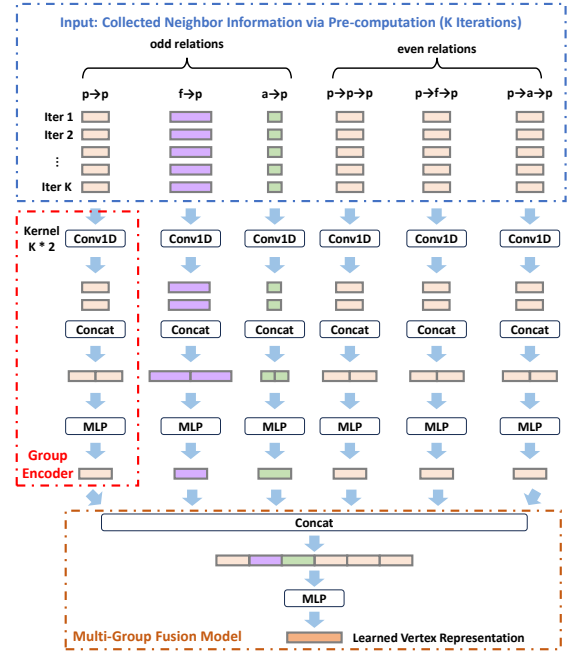 Input: Collected Neighbor Information via Pre-computation (K Iterations)
odd relations even relations
p→p f→p a→p p→p→p p→f→p p→a→p
Iter 1
Iter 2
⋮
Iter K
Kernel
K * 2
Conv1D Conv1D Conv1D Conv1D Conv1D Conv1D
Concat Concat Concat Concat Concat Concat
MLP MLP MLP MLP MLP MLP
Group
Encoder
Concat
MLP
Multi-Group Fusion Model Learned Vertex Representation